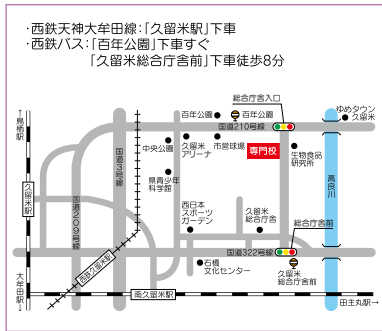 ・西鉄天神大牟田線：「久留米駅」下車
・西鉄バス：「百年公園」下車すぐ
「久留米総合庁舎前」下車徒歩8分
総合庁舎入口
ゆめタウン
久留米
百年公園
百年公園
国道210号線
←鳥栖駅
中央公園
久留米
アリーナ
市営球場
専門校
生物食品
研究所
国道3号線
県青少年
科学館
高良川
久留米駅
国道209号線
西日本
スポーツ
ガーデン
久留米
総合庁舎
総合庁舎前
国道322号線
西鉄久留米駅
石橋
文化センター
久留米
総合庁舎前
大牟田駅→
南久留米駅
田主丸駅→